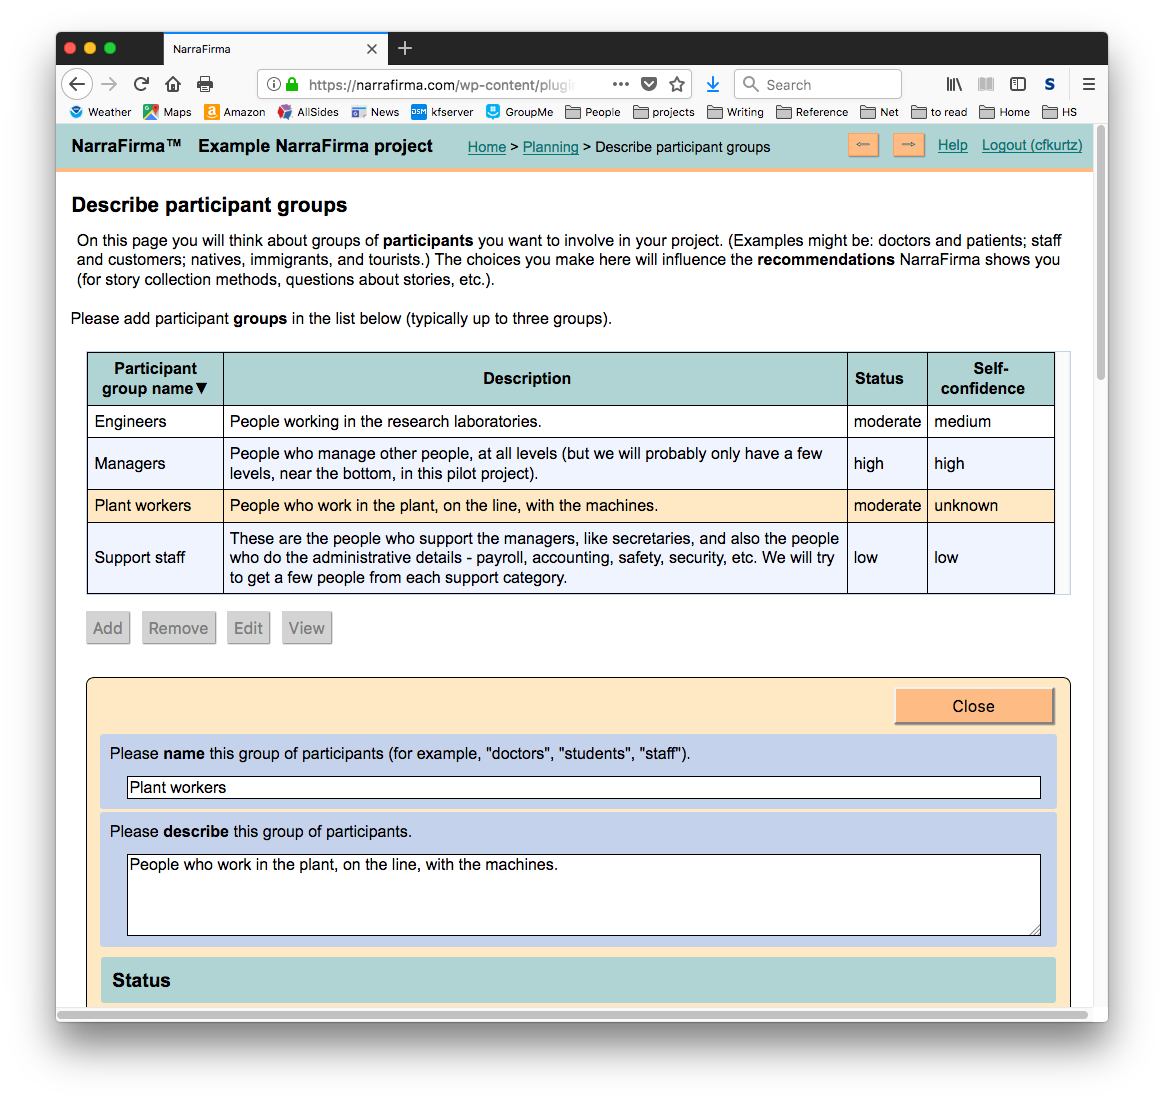 NarraFirma
https://narrafirma.com/wp-content/plugi
Search
S
Weather
Maps
a Amazon
AllSides
News
DSM kfserver
GroupMe
People
projects
Writing
Reference
Net
to read
Home
HS
NarraFirma™ Example NarraFirma project Home > Planning > Describe participant groups Help Logout (cfkurtz)
Describe participant groups
On this page you will think about groups of participants you want to involve in your project. (Examples might be: doctors and patients; staff
and customers; natives, immigrants, and tourists.) The choices you make here will influence the recommendations NarraFirma shows you
(for story collection methods, questions about stories, etc.).
Please add participant groups in the list below (typically up to three groups).
Participant
group name▼
Description
Status
Self-
confidence
Engineers
People working in the research laboratories.
moderate
medium
Managers
People who manage other people, at all levels (but we will probably only have a few
levels, near the bottom, in this pilot project).
high
high
Plant workers
People who work in the plant, on the line, with the machines.
moderate
unknown
Support staff
These are the people who support the managers, like secretaries, and also the people
who do the administrative details - payroll, accounting, safety, security, etc. We will try
to get a few people from each support category.
low
low
Add
Remove
Edit
View
Close
Please name this group of participants (for example, "doctors", "students", "staff").
Plant workers
Please describe this group of participants.
People who work in the plant, on the line, with the machines.
Status